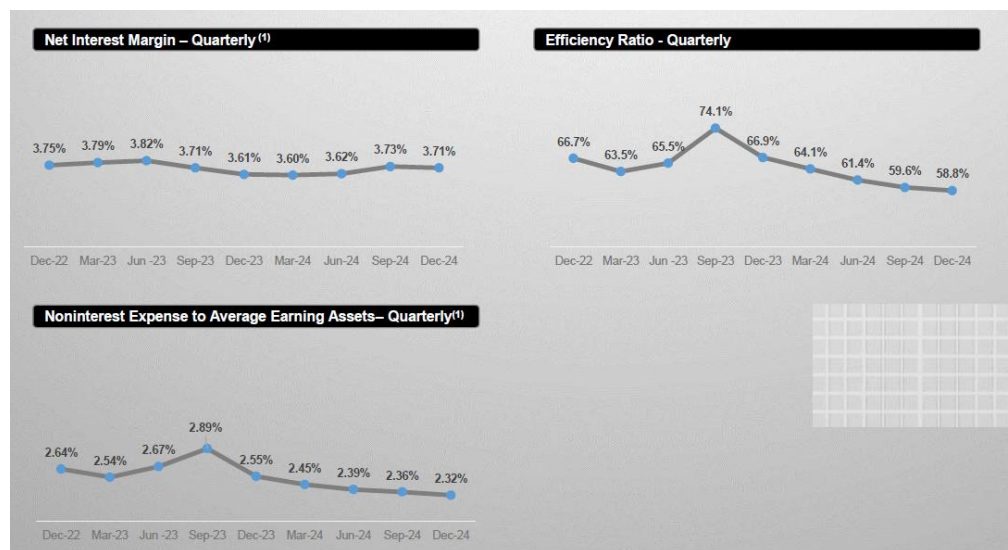 Net Interest Margin – Quarterly (1)
3.75% 3.79% 3.82% 3.71% 3.61% 3.60% 3.62% 3.73% 3.71%
Dec-22 Mar-23 Jun -23 Sep-23 Dec-23 Mar-24 Jun-24 Sep-24 Dec-24
Efficiency Ratio - Quarterly
66.7% 63.5% 65.5% 74.1% 66.9% 64.1% 61.4% 59.6% 58.8%
Dec-22 Mar-23 Jun -23 Sep-23 Dec-23 Mar-24 Jun-24 Sep-24 Dec-24
Noninterest Expense to Average Earning Assets– Quarterly(1)
2.64% 2.54% 2.67% 2.89% 2.55% 2.45% 2.39% 2.36% 2.32%
Dec-22 Mar-23 Jun -23 Sep-23 Dec-23 Mar-24 Jun-24 Sep-24 Dec-24